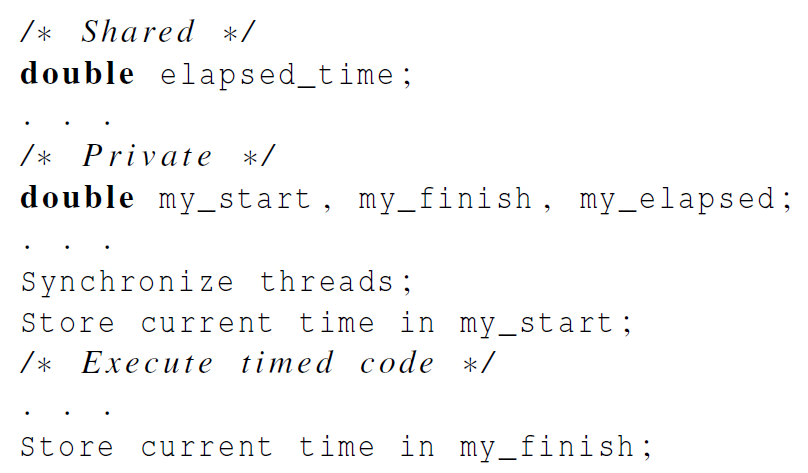 /* Shared */
double elapsed_time;
. . .
/* Private */
double my_start, my_finish, my_elapsed;
. . .
Synchronize threads;
Store current time in my_start;
/* Execute timed code */
. . .
Store current time in my_finish;